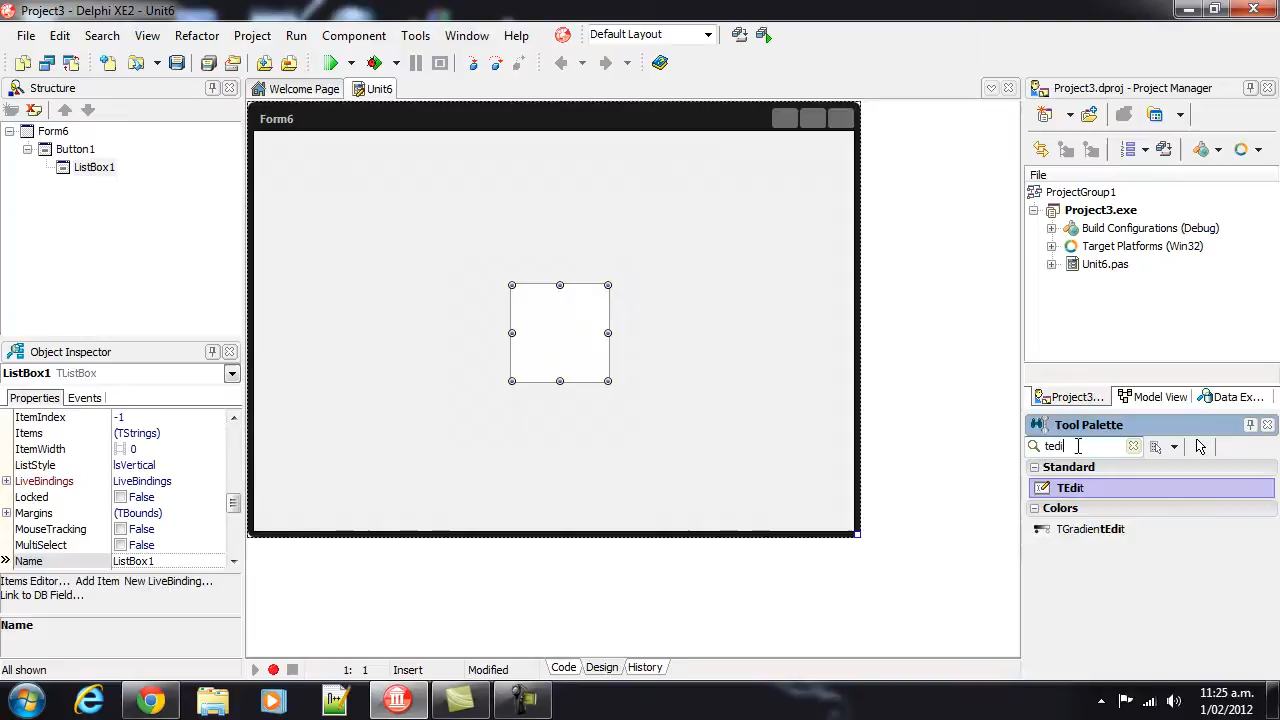 Project3 - Delphi XE2 - Unit6
File Edit Search View Refactor Project Run Component Tools Window Help Default Layout
Structure
Welcome Page Unit6
Project3.dproj - Project Manager
Form6
Button1
ListBox1
Form6
File
ProjectGroup1
Project3.exe
Build Configurations (Debug)
Target Platforms (Win32)
Unit6.pas
Object Inspector
ListBox1 TListBox
Properties Events
ItemIndex -1
Items (TStrings)
ItemWidth 0
ListStyle lsVertical
LiveBindings LiveBindings
Locked False
Margins (TBounds)
MouseTracking False
MultiSelect False
Name ListBox1
Items Editor... Add Item New LiveBinding...
Link to DB Field...
Name
All shown
Project3... Model View Data Ex...
Tool Palette
tedi
Standard
TEdit
Colors
TGradientEdit
1: 1 Insert Modified Code Design History
11:25 a.m.
1/02/2012